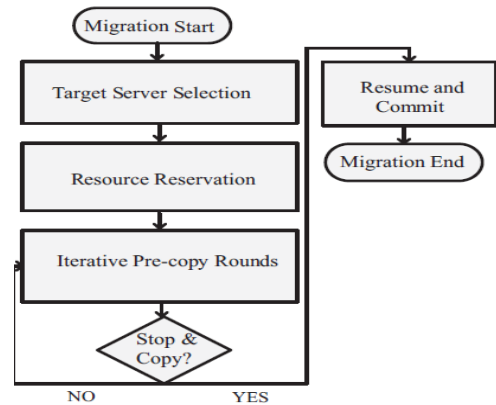 Migration Start
Target Server Selection
Resource Reservation
Iterative Pre-copy Rounds
Stop &
Copy?
NO
YES
Resume and
Commit
Migration End